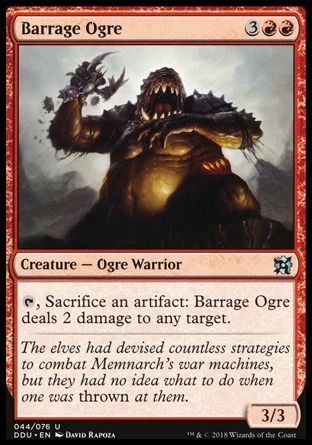 Barrage Ogre 3
Creature — Ogre Warrior
, Sacrifice an artifact: Barrage Ogre
deals 2 damage to any target.
The elves had devised countless strategies
to combat Memnarch's war machines,
but they had no idea what to do when
one was thrown at them.
3/3
044/076 U
DDU • EN DAVID RAPOZA
™ & © 2018 Wizards of the Coast